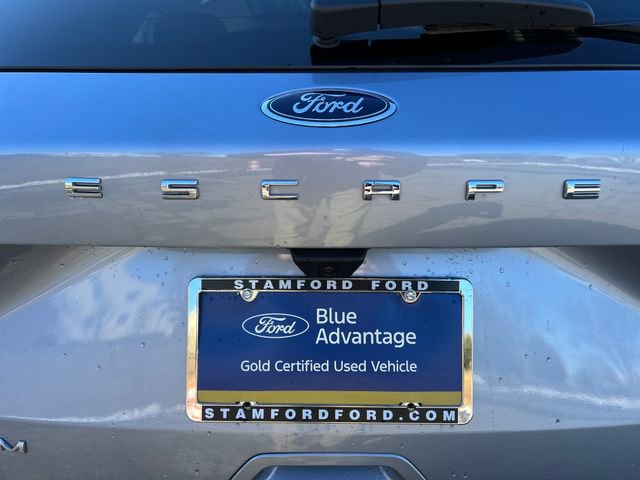 Ford
ESCAPE
STAMFORD FORD
Ford Blue
Advantage
Gold Certified Used Vehicle
STAMFORDFORD.COM
M